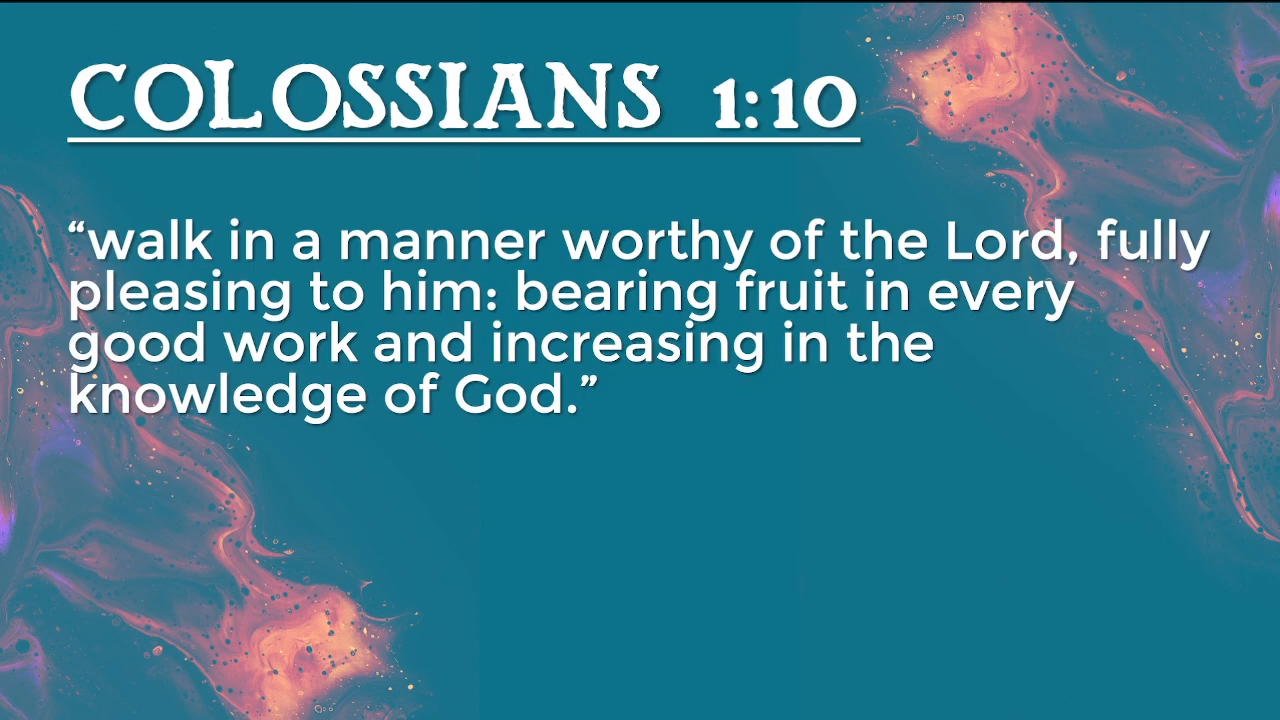 COLOSSIANS 1:10
“walk in a manner worthy of the Lord, fully
pleasing to him: bearing fruit in every
good work and increasing in the
knowledge of God.”